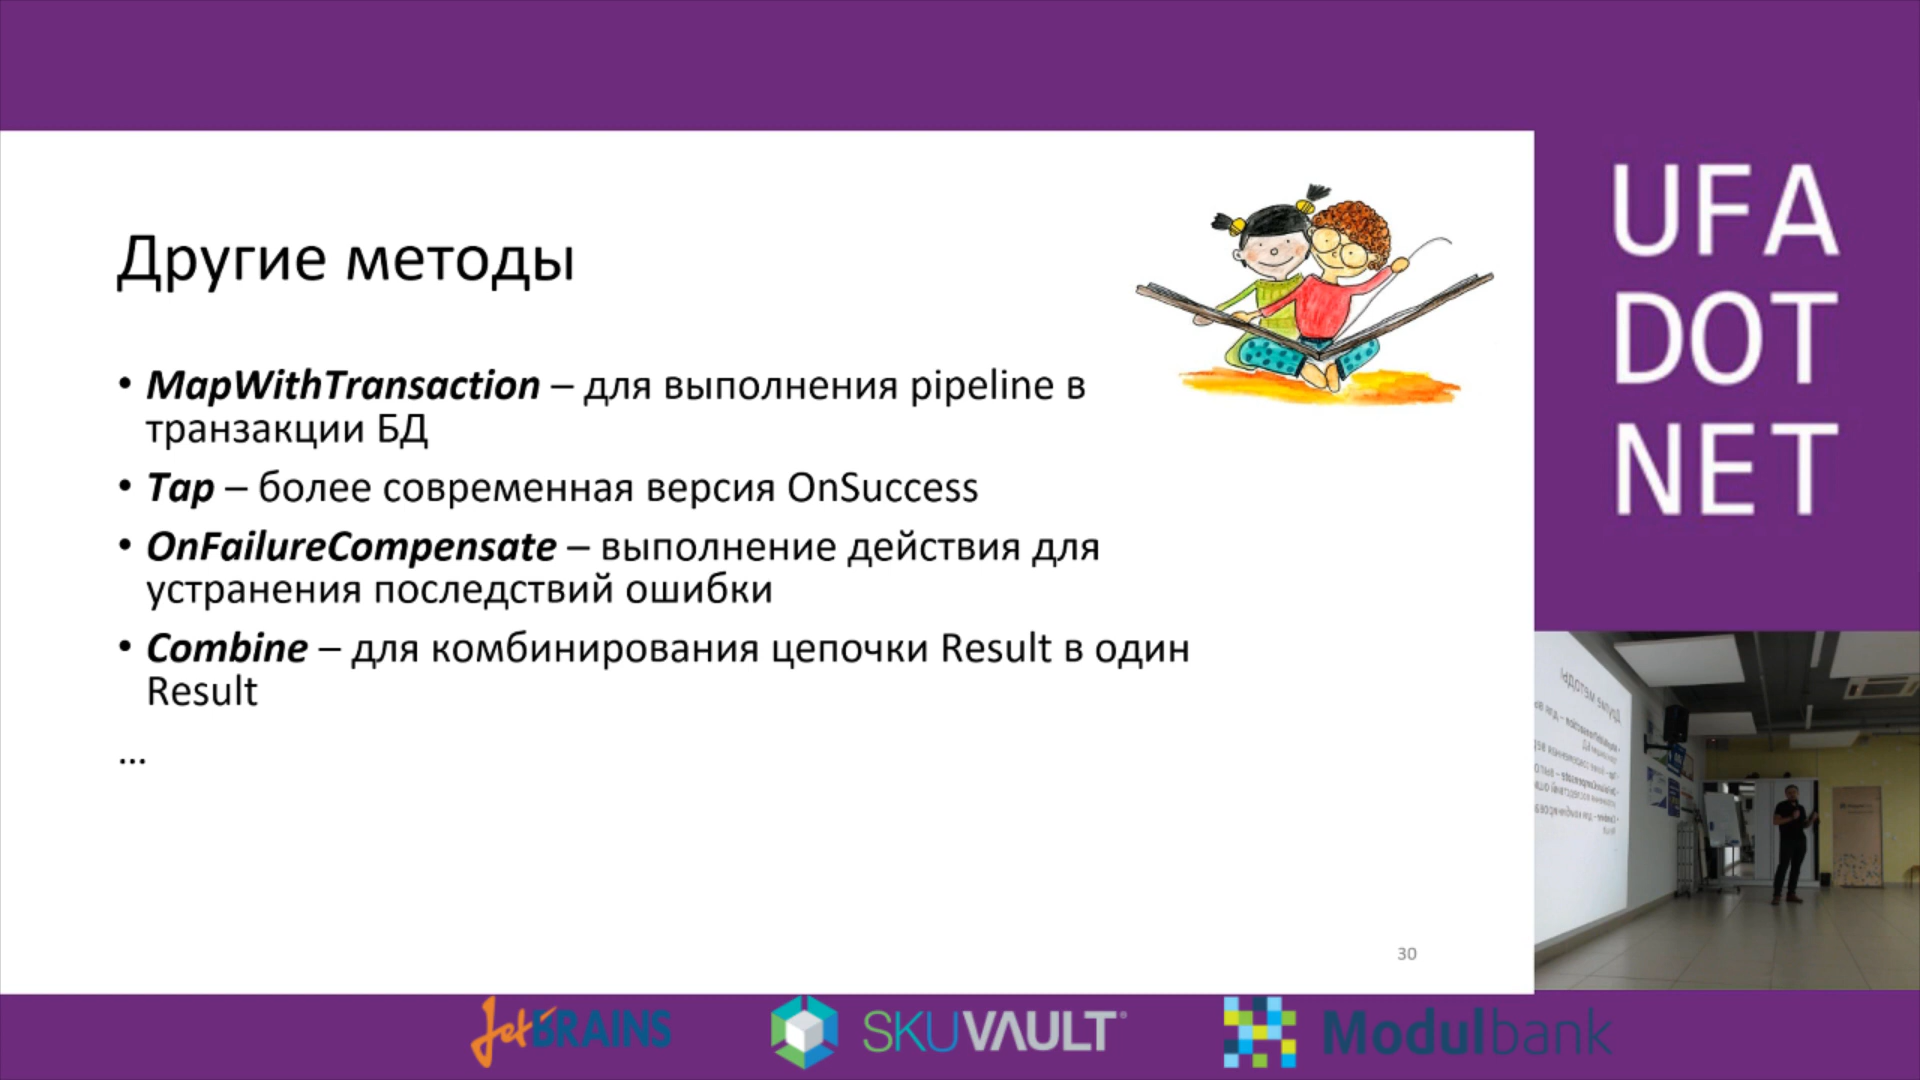 Другие методы
• MapWithTransaction – для выполнения pipeline в
транзакции БД
• Tap – более современная версия OnSuccess
• OnFailureCompensate – выполнение действия для
устранения последствий ошибки
• Combine – для комбинирования цепочки Result в один
Result
...
30
UFA
DOT
NET
JetBRAINS
SKUVAULT
Modulbank